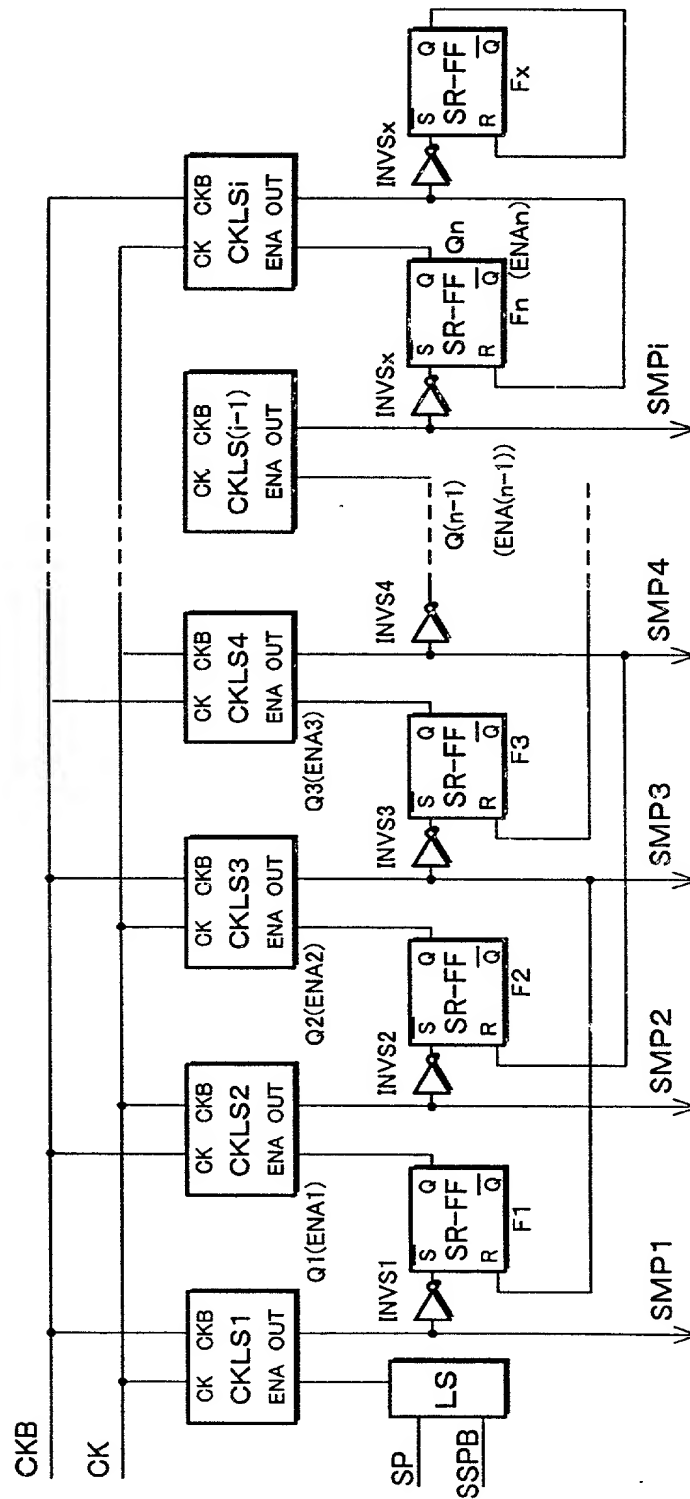 CKB
CK
CK CKB
CKLS1
ENA OUT
CK CKB
CKLS2
ENA OUT
CK CKB
CKLS3
ENA OUT
CK CKB
CKLS4
ENA OUT
CK CKB
CKLS(i-1)
ENA OUT
CK CKB
CKLSi
ENA OUT
Q1(ENA1)
Q2(ENA2)
Q3(ENA3)
Q(n-1)
(ENA(n-1))
Qn
(ENAn)
SP
SSPB
LS
INVS1
S Q
SR-FF
R Q
F1
INVS2
S Q
SR-FF
R Q
F2
INVS3
S Q
SR-FF
R Q
F3
INVS4
INVSx
S Q
SR-FF
R Q
Fn
INVSx
S Q
SR-FF
R Q
Fx
SMP1
SMP2
SMP3
SMP4
SMPi